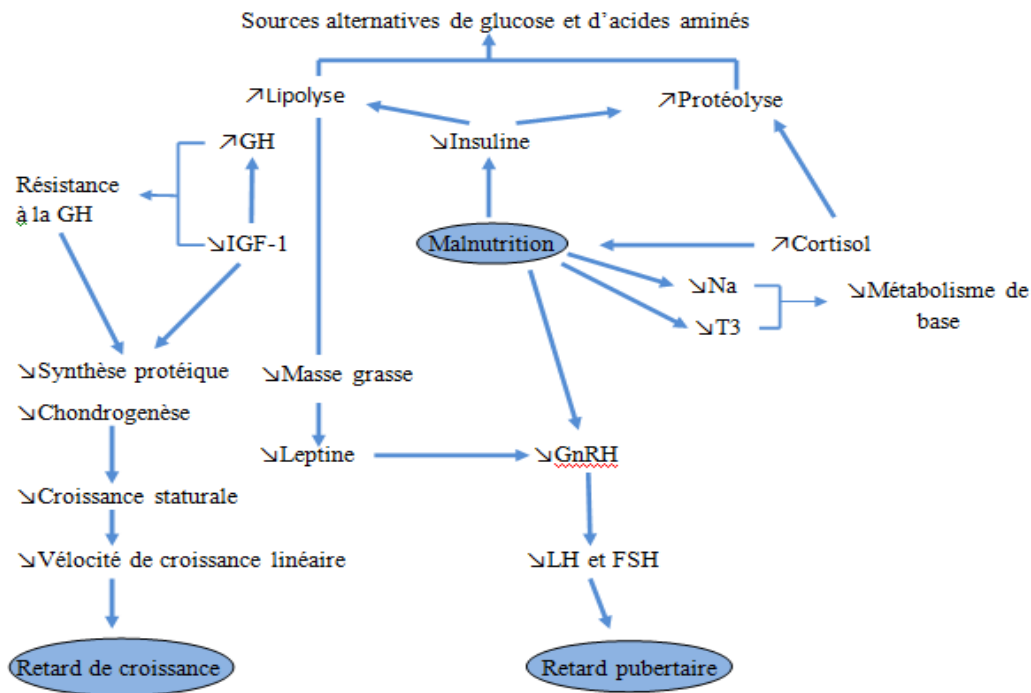 Sources alternatives de glucose et d’acides aminés
↗Lipolyse
↗Protéolyse
↗GH
↘Insuline
Résistance
à la GH
↘IGF-1
Malnutrition
↗Cortisol
↘Na
↘Métabolisme de
base
↘T3
↘Synthèse protéique
↘Masse grasse
↘Chondrogenèse
↘Leptine
↘GnRH
↘Croissance staturale
↘Vélocité de croissance linéaire
↘LH et FSH
Retard de croissance
Retard pubertaire